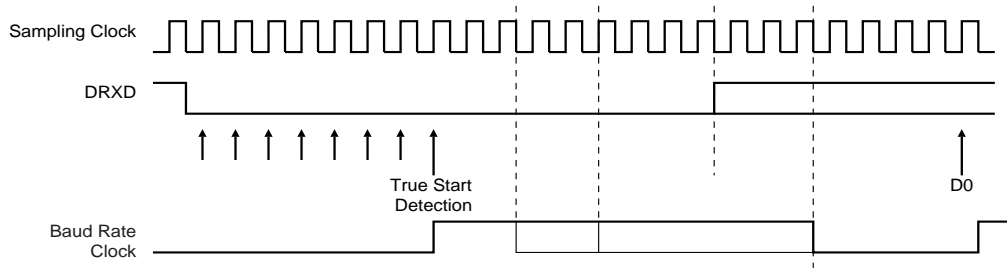 Sampling Clock
DRXD
True Start
Detection
D0
Baud Rate
Clock